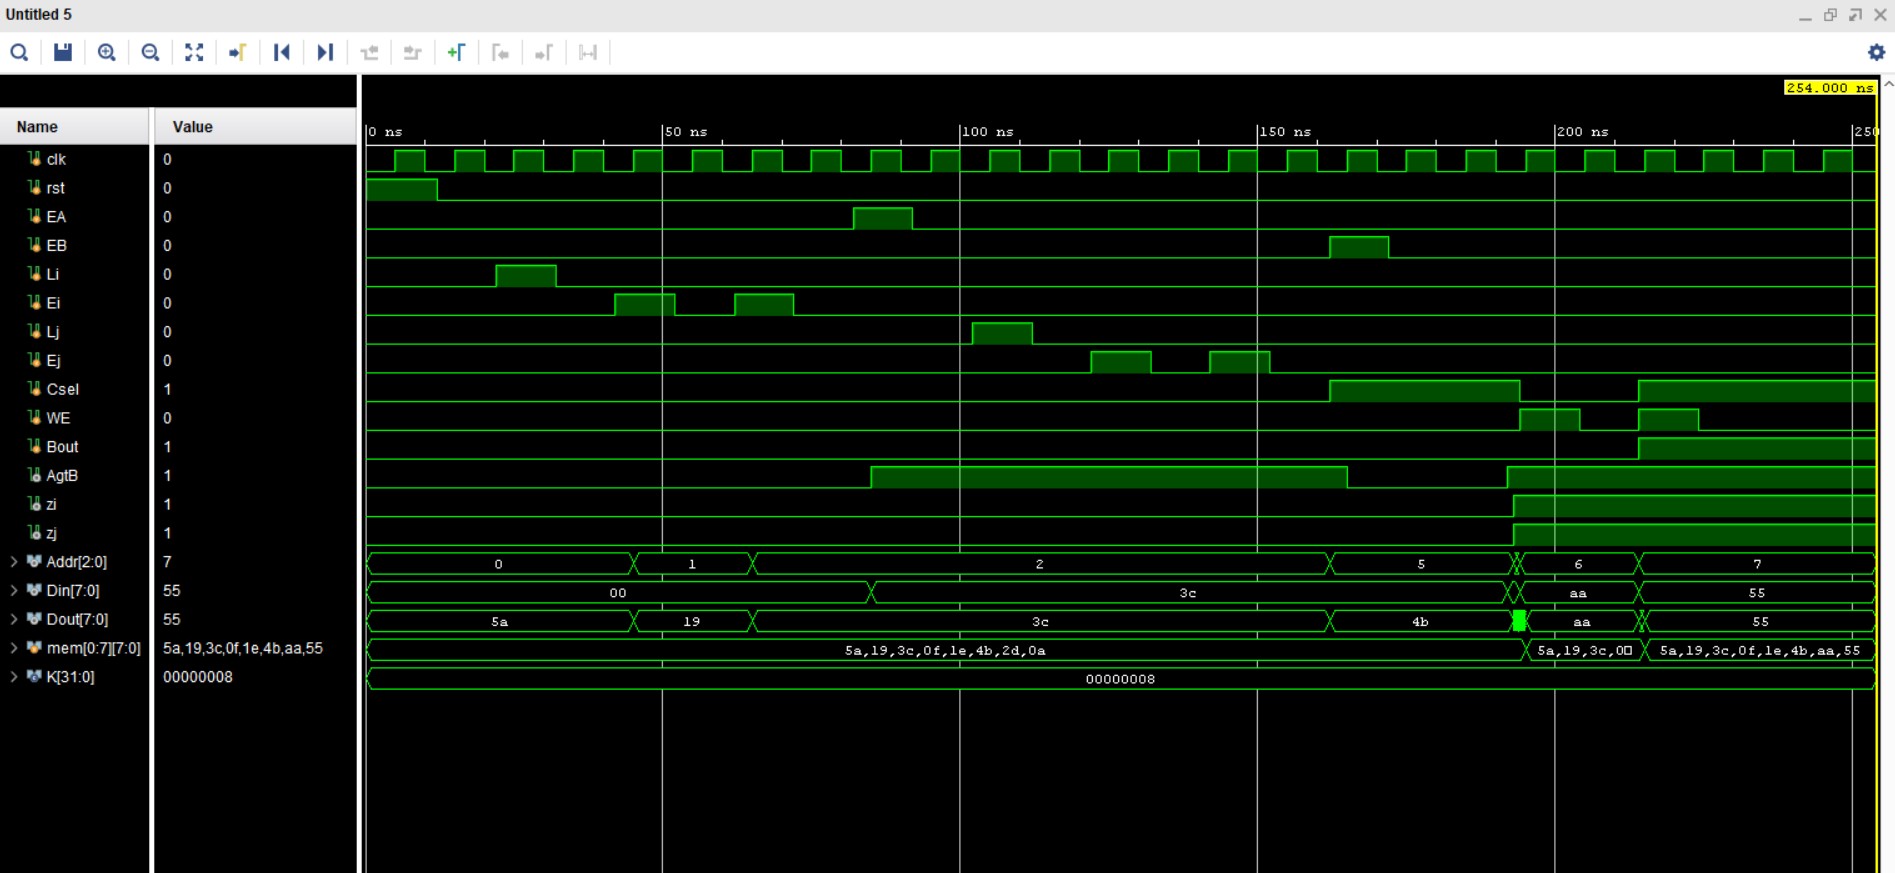 Untitled 5
254.000 ns
Name Value
0 ns 50 ns 100 ns 150 ns 200 ns 250
clk 0
rst 0
EA 0
EB 0
Li 0
Ei 0
Lj 0
Ej 0
Csel 1
WE 0
Bout 1
AgtB 1
zi 1
zj 1
Addr[2:0] 7 0 1 2 5 6 7
Din[7:0] 55 00 3c aa 55
Dout[7:0] 55 5a 19 3c 4b aa 55
mem[0:7][7:0] 5a,19,3c,0f,1e,4b,aa,55 5a,19,3c,0f,1e,4b,2d,0a 5a,19,3c,0 5a,19,3c,0f,1e,4b,aa,55
K[31:0] 00000008 00000008